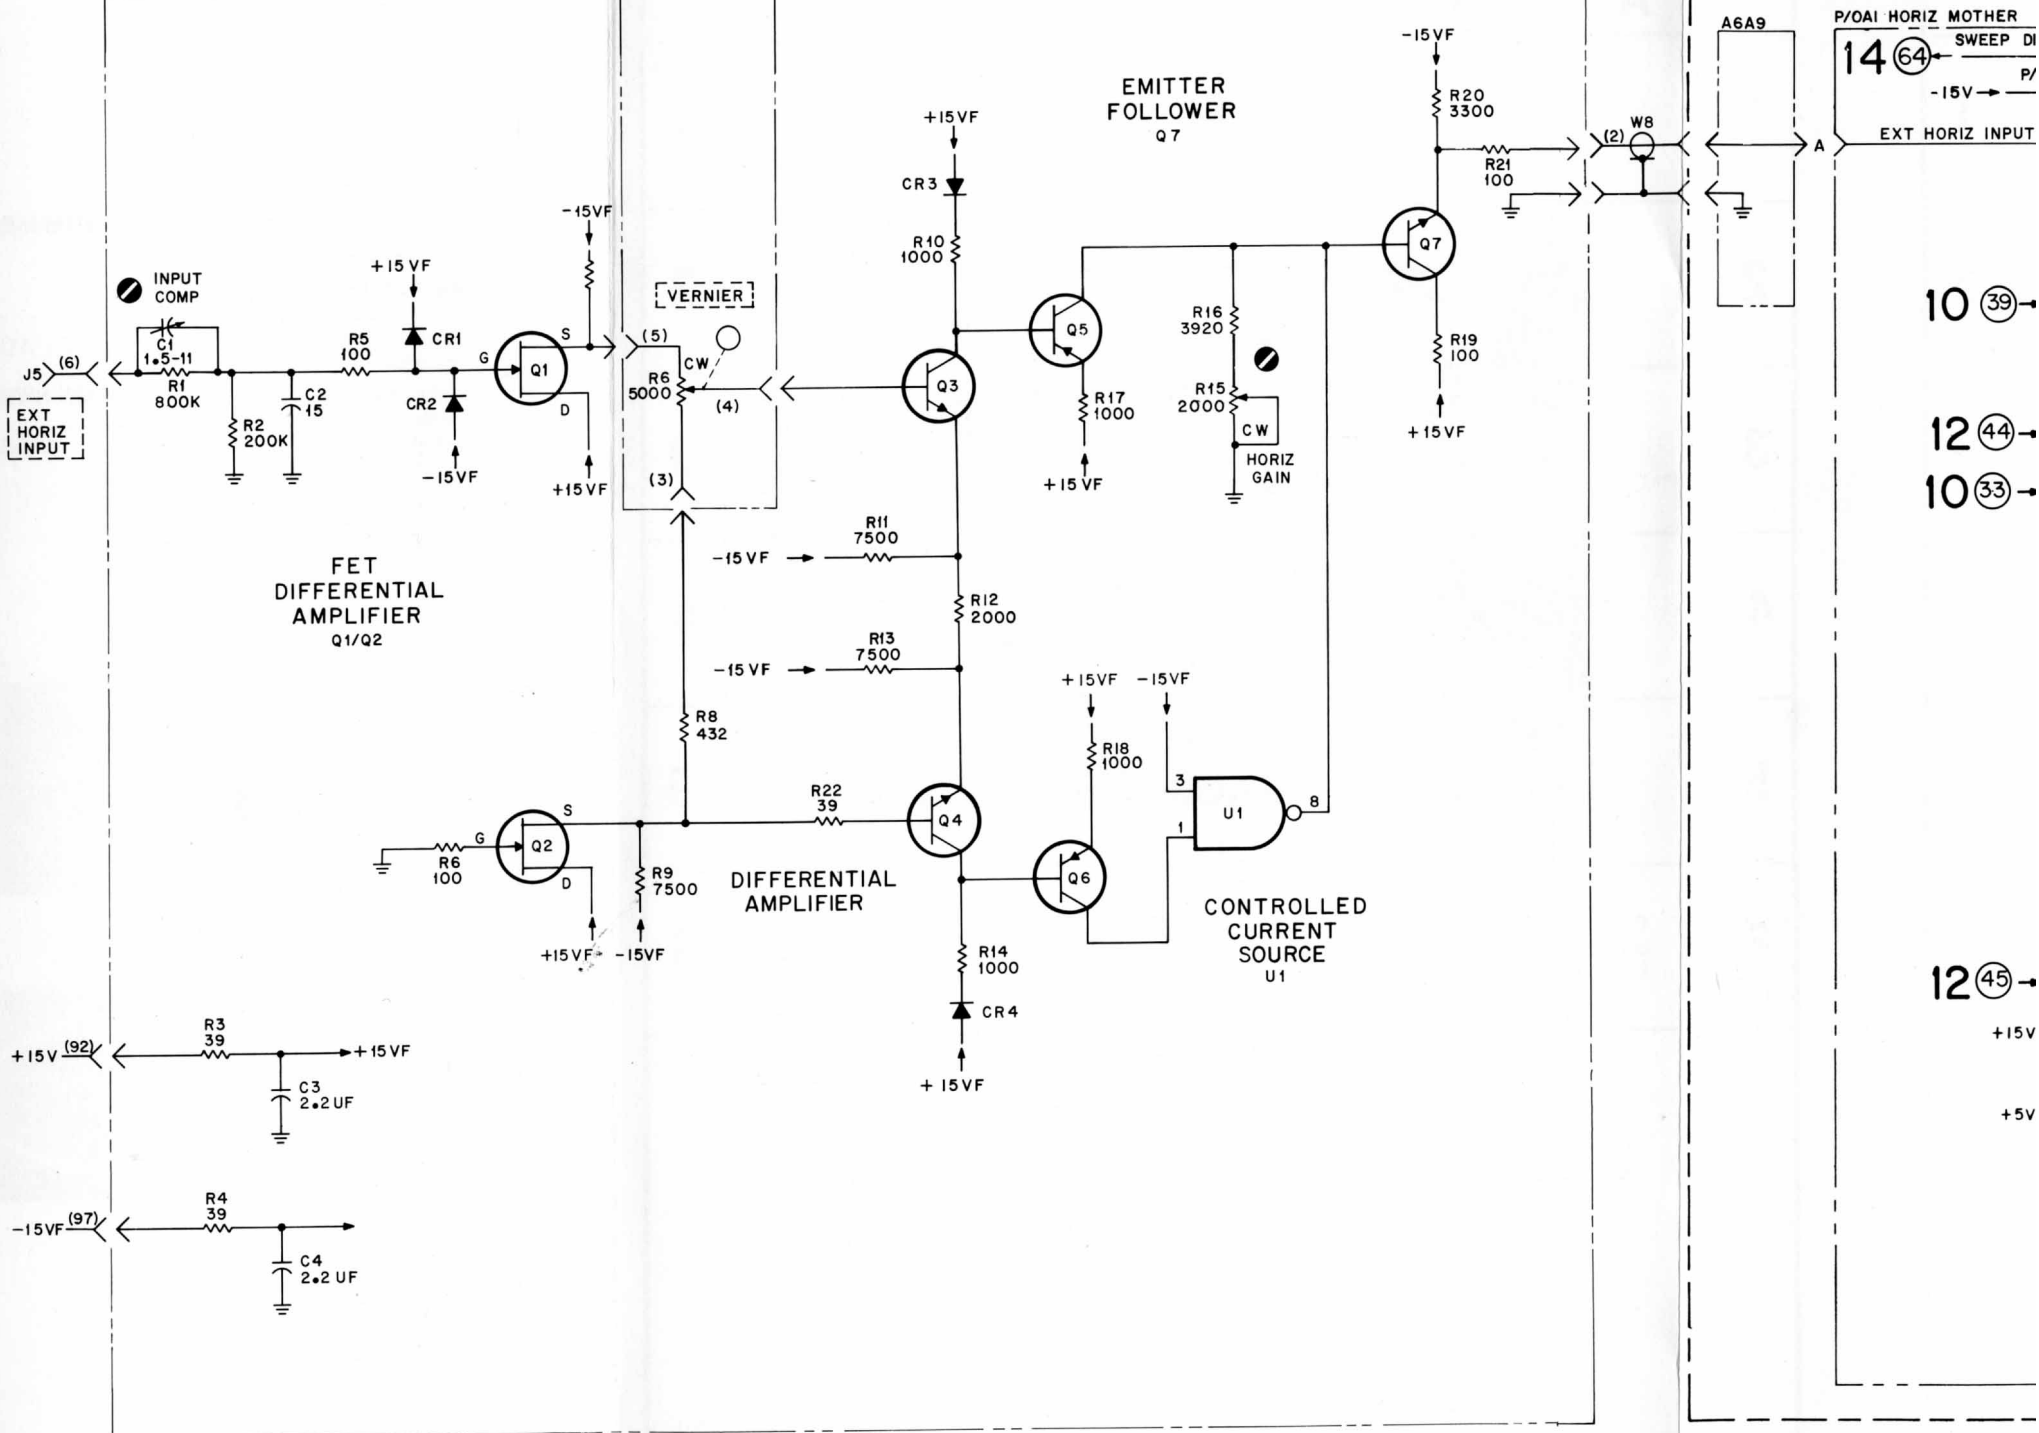 A6A9
P/OA1 HORIZ MOTHER
14 64
SWEEP DI
P/
-15V
EXT HORIZ INPUT
A
W8
(2)
-15VF
R20
3300
R21
100
Q7
R19
100
+15VF
EMITTER
FOLLOWER
Q7
+15VF
CR3
R10
1000
Q5
Q3
R17
1000
+15VF
R16
3920
R15
2000
CW
HORIZ
GAIN
10 39
12 44
10 33
12 45
+15V
+5V
INPUT
COMP
C1
1.5-11
R1
800K
J5
(6)
EXT
HORIZ
INPUT
R2
200K
C2
15
R5
100
+15VF
CR1
CR2
-15VF
G
Q1
S
D
-15VF
+15VF
VERNIER
(5)
CW
R6
5000
(4)
(3)
FET
DIFFERENTIAL
AMPLIFIER
Q1/Q2
R11
7500
-15VF
R12
2000
R13
7500
-15VF
R8
432
R22
39
Q4
G
Q2
S
D
R6
100
R9
7500
+15VF
-15VF
DIFFERENTIAL
AMPLIFIER
+15VF
-15VF
R18
1000
3
1
U1
8
Q6
CONTROLLED
CURRENT
SOURCE
U1
R14
1000
CR4
+15VF
+15V
(92)
R3
39
+15VF
C3
2.2UF
-15VF
(97)
R4
39
C4
2.2UF